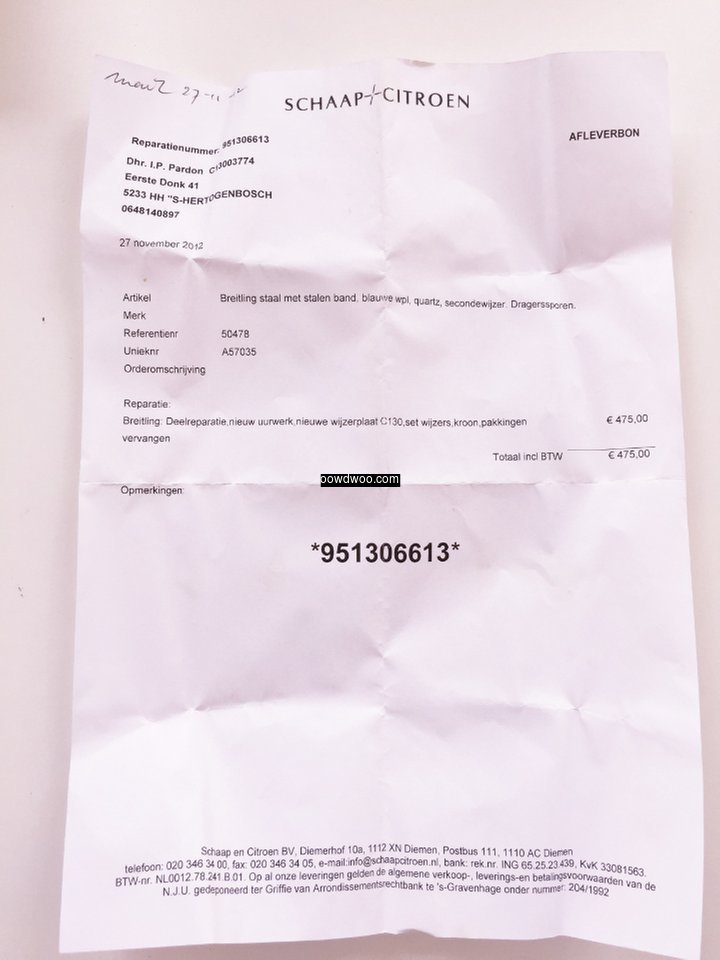 27-11
SCHAAP+CITROEN
AFLEVERBON
Reparatienummer: 951306613
Dhr. I.P. Pardon C13003774
Eerste Donk 41
5233 HH "S-HERTOGENBOSCH
0648140897
27 november 2012
Artikel Breitling staal met stalen band, blauwe wpl, quartz, secondewijzer. Dragerssporen.
Merk
Referentienr 50478
Unieknr A57035
Orderomschrijving
Reparatie:
Breitling: Deelreparatie,nieuw uurwerk,nieuwe wijzerplaat C130,set wijzers,kroon,pakkingen € 475,00
vervangen
Totaal incl BTW € 475,00
oowdwoo.com
Opmerkingen:
*951306613*
Schaap en Citroen BV, Diemerhof 10a, 1112 XN Diemen, Postbus 111, 1110 AC Diemen
telefoon: 020 346 34 00, fax: 020 346 34 05, e-mail:info@schaapcitroen.nl, bank: rek.nr. ING 65.25.23.439, KvK 33081563.
BTW-nr. NL0012.78.241.B.01. Op al onze leveringen gelden de algemene verkoop-, leverings-en betalingsvoorwaarden van de
N.J.U. gedeponeerd ter Griffie van Arrondissementsrechtbank te 's-Gravenhage onder nummer: 204/1992